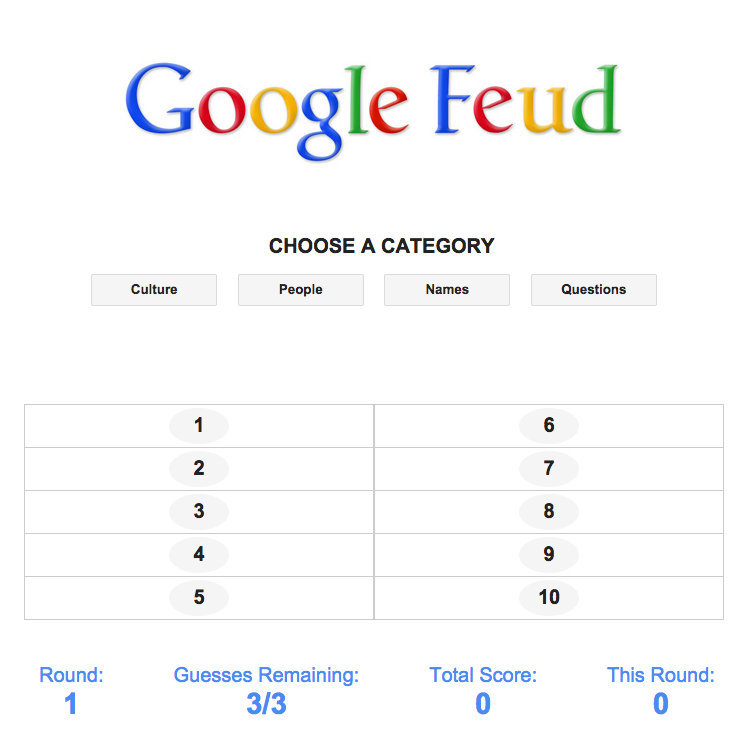 Google Feud
CHOOSE A CATEGORY
Culture People Names Questions
1 6
2 7
3 8
4 9
5 10
Round: Guesses Remaining: Total Score: This Round:
1 3/3 0 0